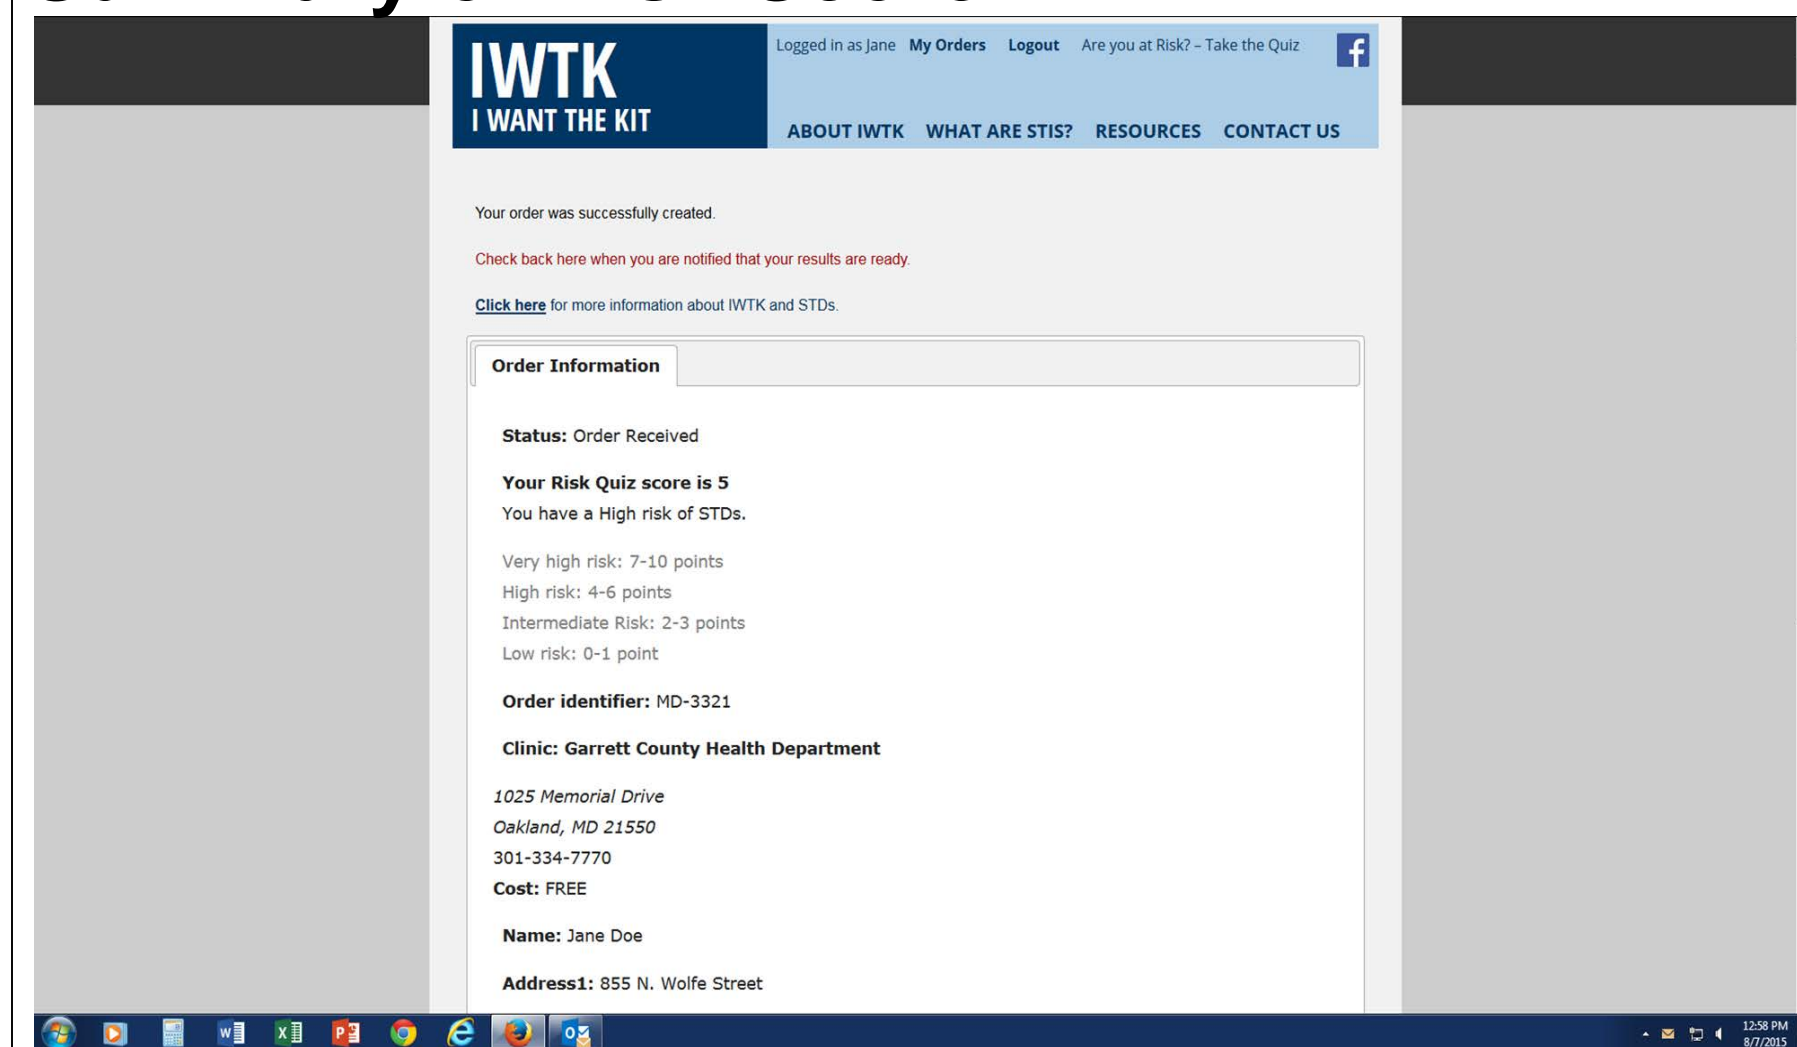 IWTK
I WANT THE KIT
Logged in as Jane My Orders Logout Are you at Risk? – Take the Quiz
ABOUT IWTK WHAT ARE STIS? RESOURCES CONTACT US
Your order was successfully created.
Check back here when you are notified that your results are ready.
Click here for more information about IWTK and STDs.
Order Information
Status: Order Received
Your Risk Quiz score is 5
You have a High risk of STDs.
Very high risk: 7-10 points
High risk: 4-6 points
Intermediate Risk: 2-3 points
Low risk: 0-1 point
Order identifier: MD-3321
Clinic: Garrett County Health Department
1025 Memorial Drive
Oakland, MD 21550
301-334-7770
Cost: FREE
Name: Jane Doe
Address1: 855 N. Wolfe Street
12:58 PM
8/7/2015